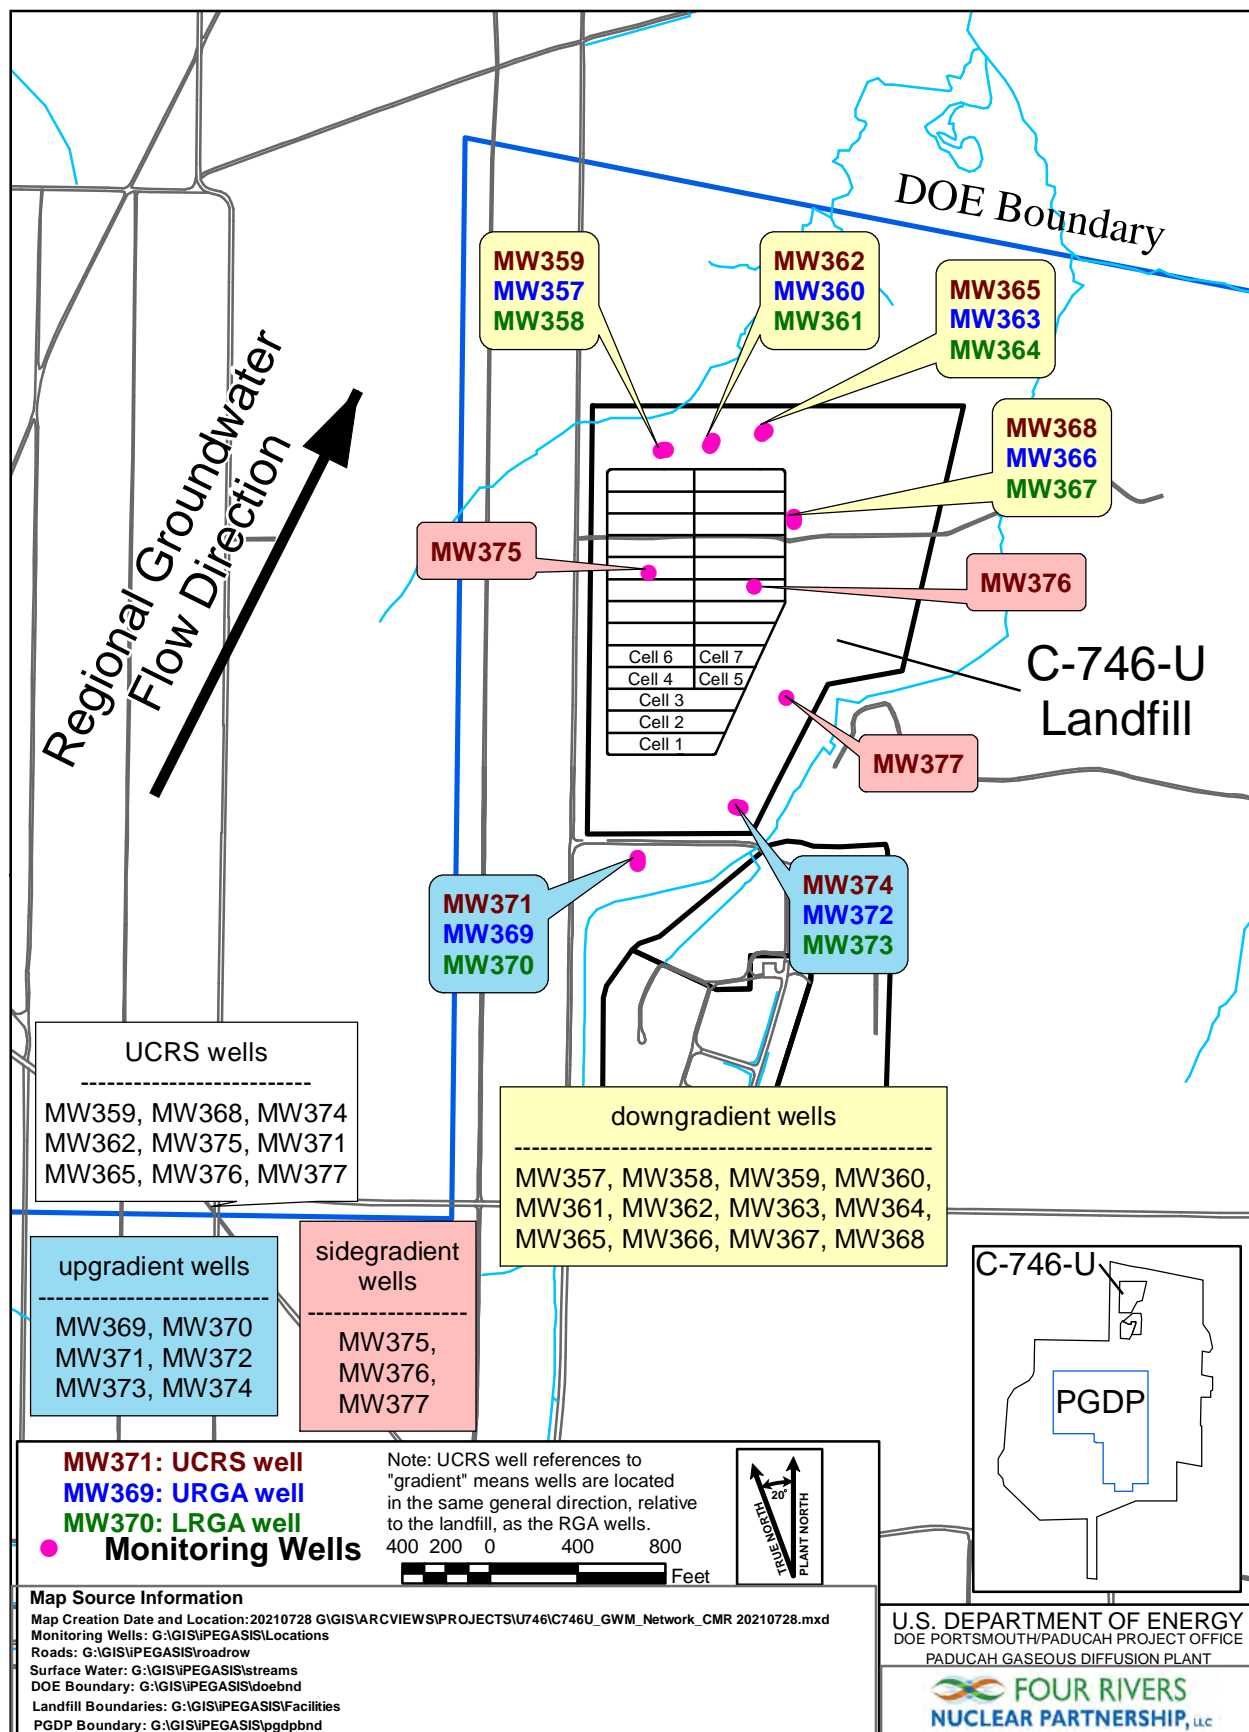 DOE Boundary
MW359
MW357
MW358
MW362
MW360
MW361
MW365
MW363
MW364
MW368
MW366
MW367
Regional Groundwater
Flow Direction
MW375
MW376
C-746-U
Landfill
Cell 6
Cell 7
Cell 4
Cell 5
Cell 3
Cell 2
Cell 1
MW377
MW371
MW369
MW370
MW374
MW372
MW373
UCRS wells
--------------------------
MW359, MW368, MW374
MW362, MW375, MW371
MW365, MW376, MW377
downgradient wells
-----------------------------------------------
MW357, MW358, MW359, MW360,
MW361, MW362, MW363, MW364,
MW365, MW366, MW367, MW368
upgradient wells
--------------------------
MW369, MW370
MW371, MW372
MW373, MW374
sidegradient
wells
------------------
MW375,
MW376,
MW377
C-746-U
PGDP
MW371: UCRS well
MW369: URGA well
MW370: LRGA well
Monitoring Wells
Note: UCRS well references to
"gradient" means wells are located
in the same general direction, relative
to the landfill, as the RGA wells.
400 200 0 400 800
Feet
20°
TRUE NORTH
PLANT NORTH
Map Source Information
Map Creation Date and Location:20210728 G\GIS\ARCVIEWS\PROJECTS\U746\C746U_GWM_Network_CMR 20210728.mxd
Monitoring Wells: G:\GIS\iPEGASIS\Locations
Roads: G:\GIS\iPEGASIS\roadrow
Surface Water: G:\GIS\iPEGASIS\streams
DOE Boundary: G:\GIS\iPEGASIS\doebnd
Landfill Boundaries: G:\GIS\iPEGASIS\Facilities
PGDP Boundary: G:\GIS\iPEGASIS\pgdpbnd
U.S. DEPARTMENT OF ENERGY
DOE PORTSMOUTH/PADUCAH PROJECT OFFICE
PADUCAH GASEOUS DIFFUSION PLANT
FOUR RIVERS
NUCLEAR PARTNERSHIP, LLC